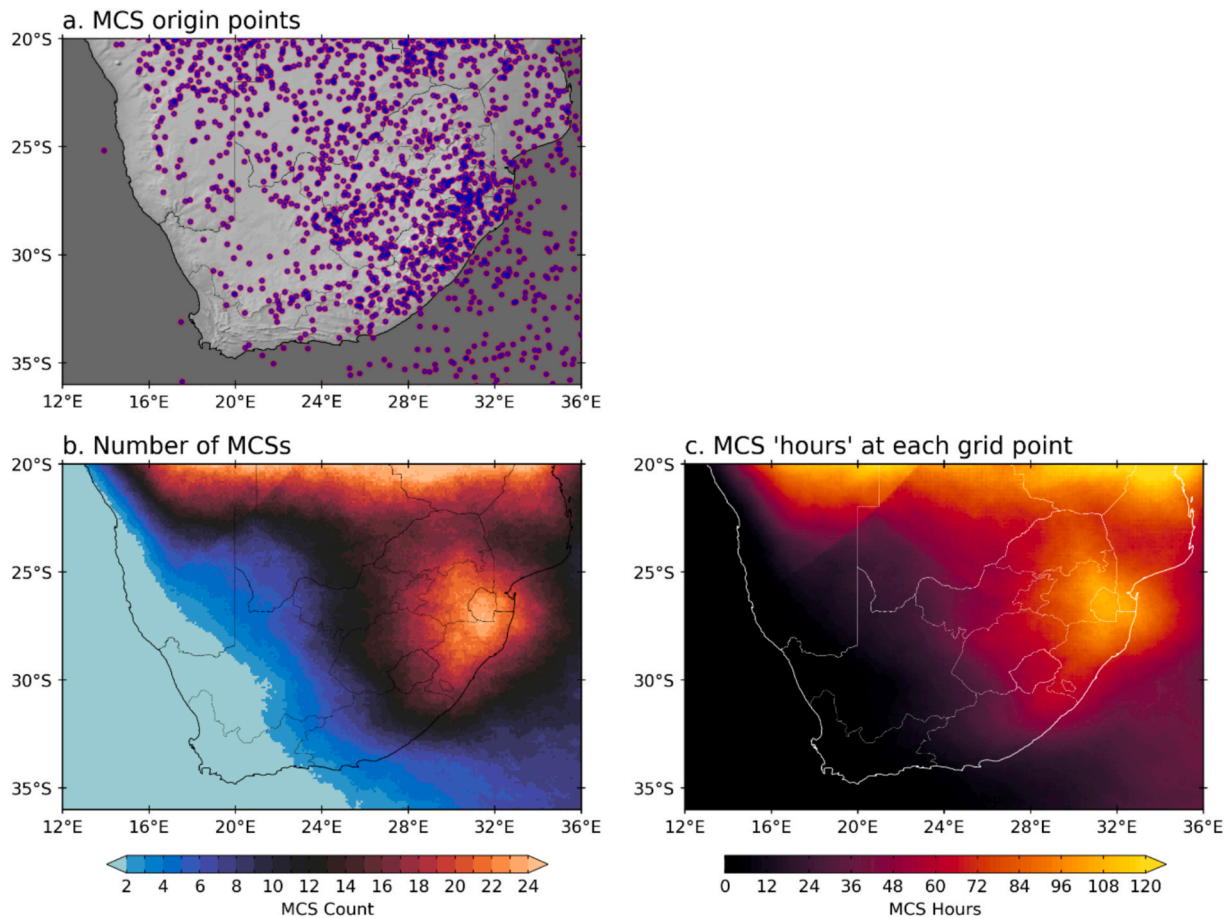 a. MCS origin points
20°S
25°S
30°S
35°S
12°E 16°E 20°E 24°E 28°E 32°E 36°E
b. Number of MCSs
20°S
25°S
30°S
35°S
12°E 16°E 20°E 24°E 28°E 32°E 36°E
2 4 6 8 10 12 14 16 18 20 22 24
MCS Count
c. MCS 'hours' at each grid point
20°S
25°S
30°S
35°S
12°E 16°E 20°E 24°E 28°E 32°E 36°E
0 12 24 36 48 60 72 84 96 108 120
MCS Hours